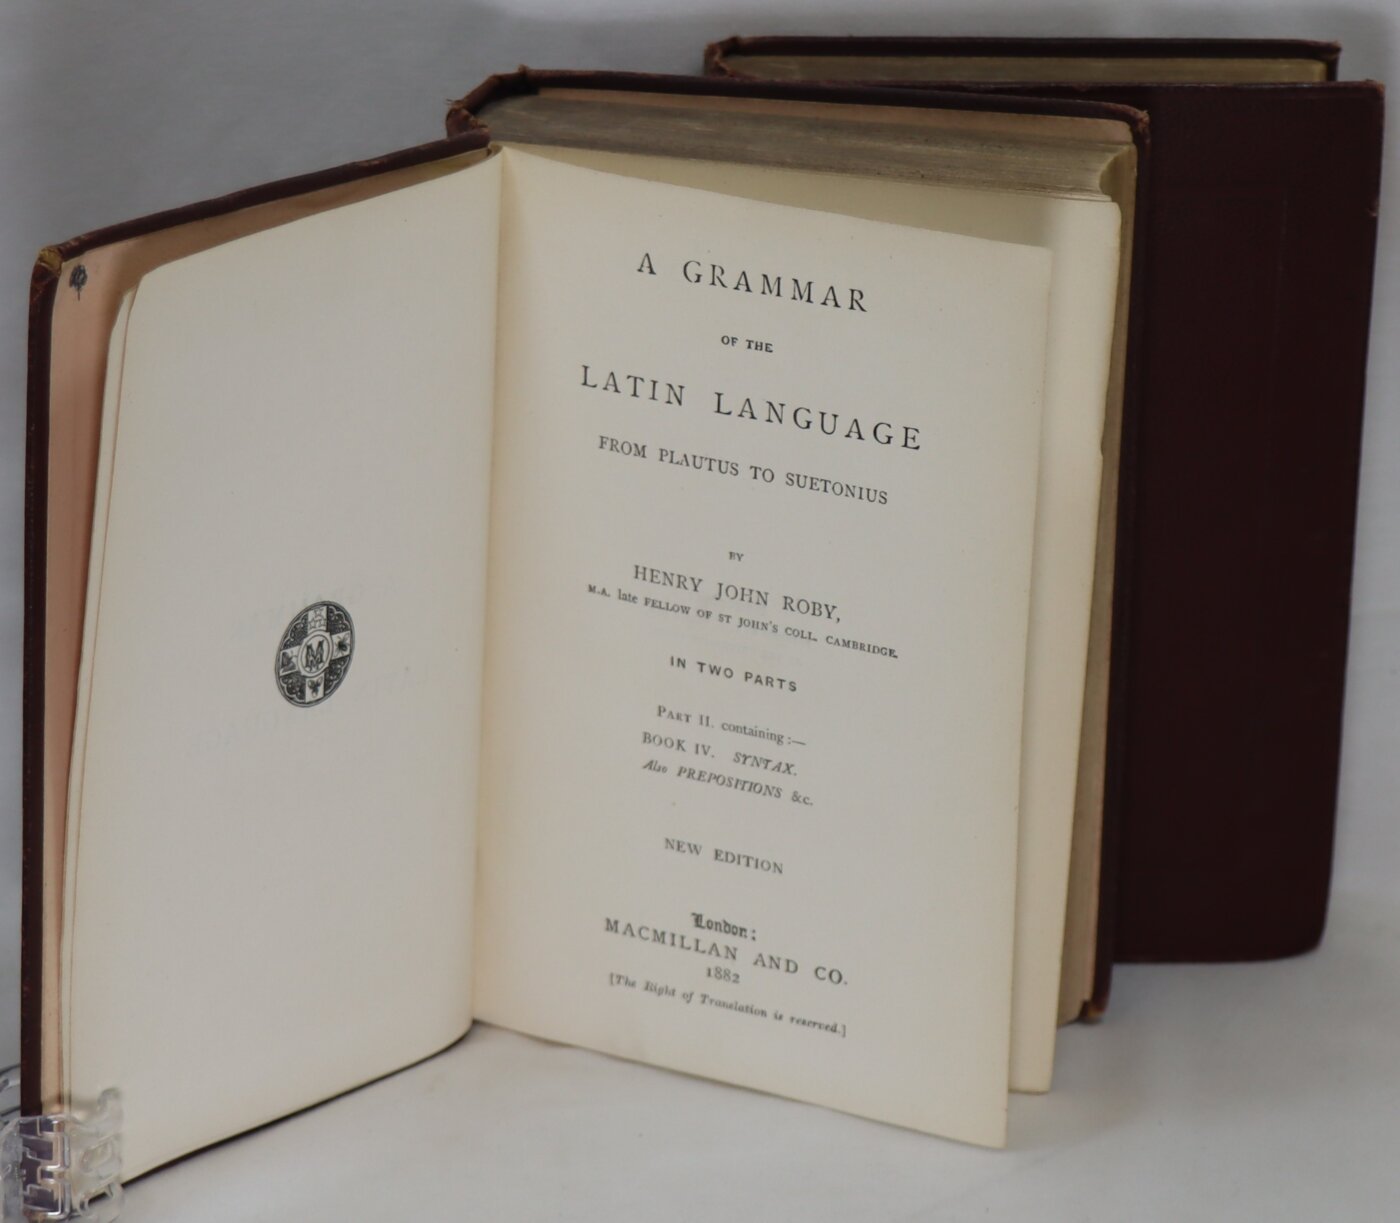 M
A GRAMMAR
OF THE
LATIN LANGUAGE
FROM PLAUTUS TO SUETONIUS
BY
HENRY JOHN ROBY,
M.A. late FELLOW OF ST JOHN'S COLL. CAMBRIDGE.
IN TWO PARTS
PART II. containing:—
BOOK IV. SYNTAX.
Also PREPOSITIONS &c.
NEW EDITION
London:
MACMILLAN AND CO.
1882
[The Right of Translation is reserved.]